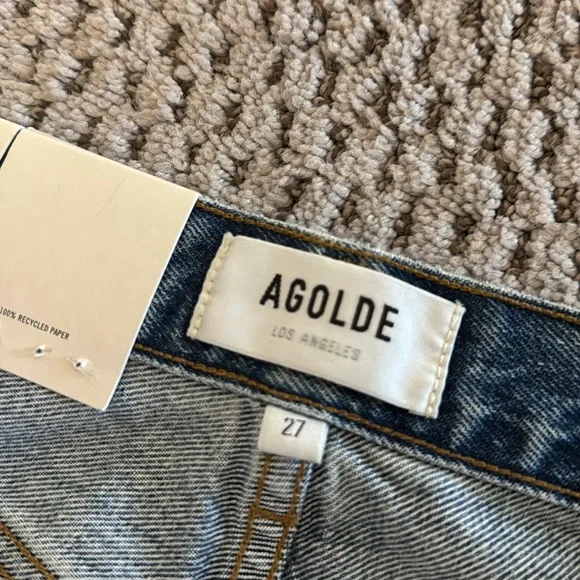 100% RECYCLED PAPER
AGOLDE
LOS ANGELES
27